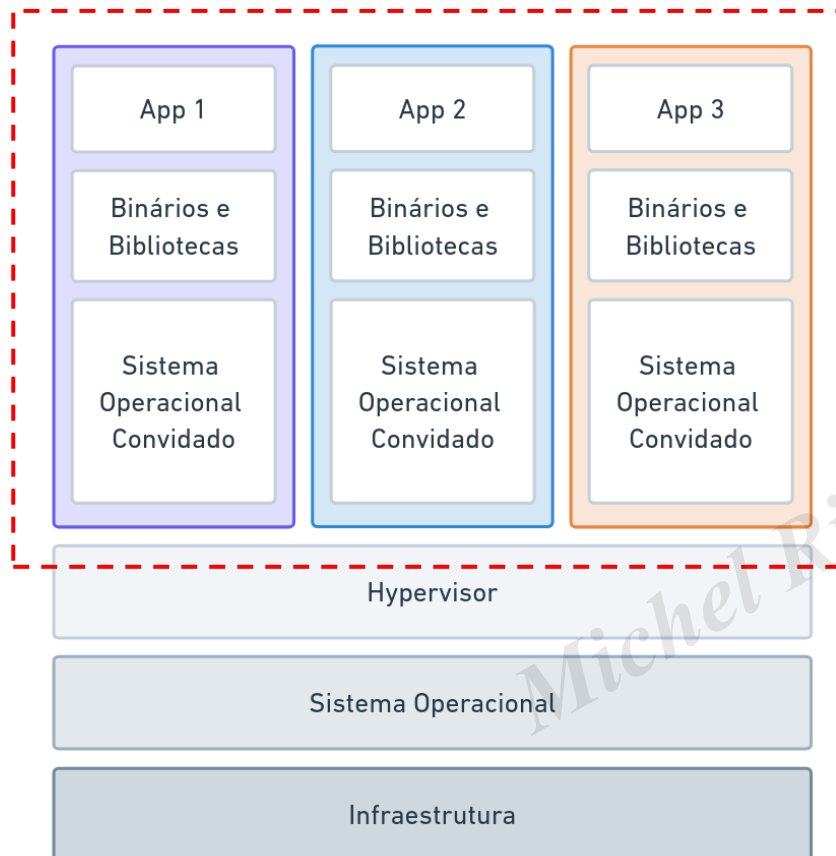 App 1
App 2
App 3
Binários e
Bibliotecas
Binários e
Bibliotecas
Binários e
Bibliotecas
Sistema
Operacional
Convidado
Sistema
Operacional
Convidado
Sistema
Operacional
Convidado
Hypervisor
Sistema Operacional
Infraestrutura
Michel